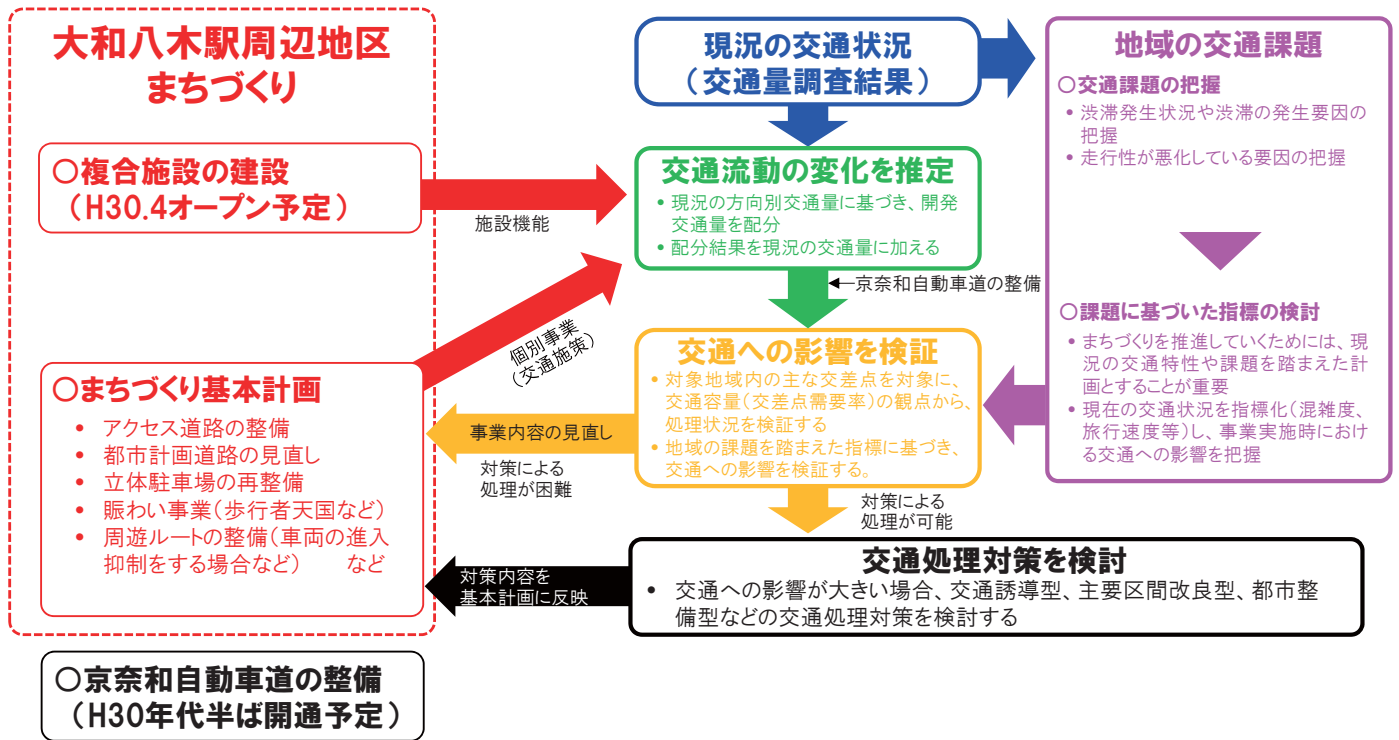 大和八木駅周辺地区
まちづくり
○複合施設の建設
（H30.4オープン予定）
施設機能
個別事業
（交通施策）
○まちづくり基本計画
• アクセス道路の整備
• 都市計画道路の見直し
• 立体駐車場の再整備
• 賑わい事業（歩行者天国など）
• 周遊ルートの整備（車両の進入
抑制をする場合など）　など
○京奈和自動車道の整備
（H30年代半ば開通予定）
現況の交通状況
（交通量調査結果）
交通流動の変化を推定
• 現況の方向別交通量に基づき、開発
交通量を配分
• 配分結果を現況の交通量に加える
←京奈和自動車道の整備
交通への影響を検証
• 対象地域内の主な交差点を対象に、
交通容量（交差点需要率）の観点から、
処理状況を検証する
• 地域の課題を踏まえた指標に基づき、
交通への影響を検証する。
事業内容の見直し
対策による
処理が困難
対策による
処理が可能
交通処理対策を検討
• 交通への影響が大きい場合、交通誘導型、主要区間改良型、都市整
備型などの交通処理対策を検討する
対策内容を
基本計画に反映
地域の交通課題
○交通課題の把握
• 渋滞発生状況や渋滞の発生要因の
把握
• 走行性が悪化している要因の把握
○課題に基づいた指標の検討
• まちづくりを推進していくためには、現
況の交通特性や課題を踏まえた計
画とすることが重要
• 現在の交通状況を指標化（混雑度、
旅行速度等）し、事業実施時におけ
る交通への影響を把握